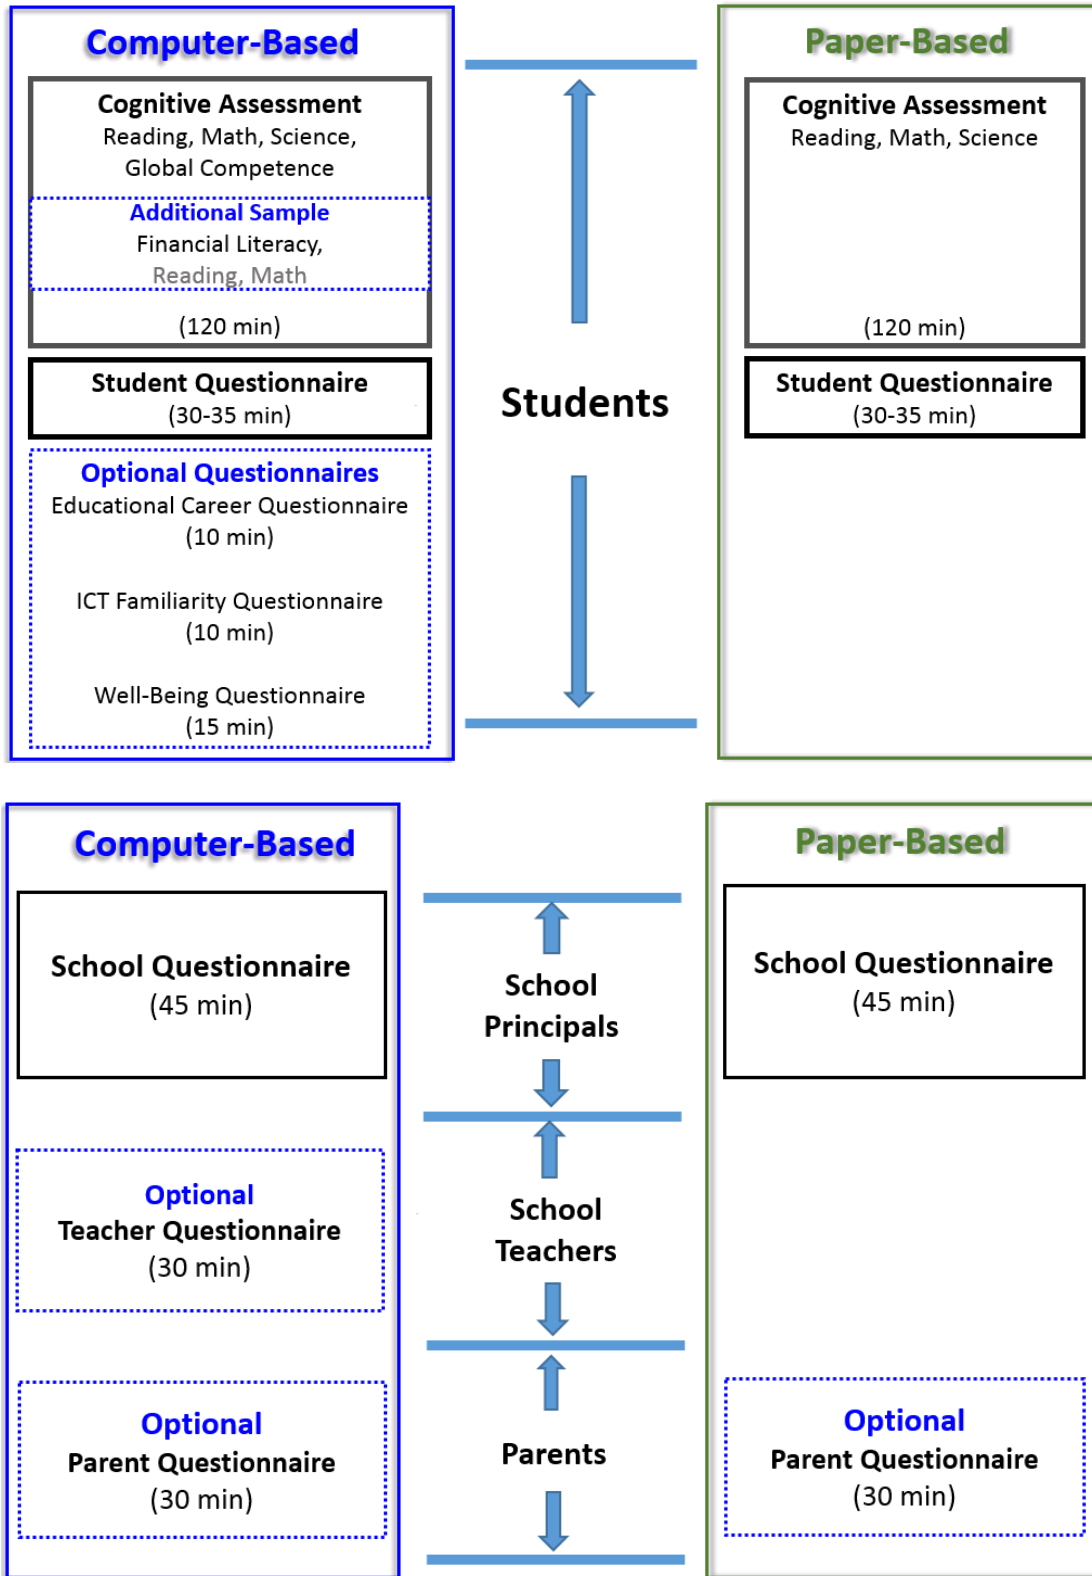 Computer-Based
Cognitive Assessment
Reading, Math, Science,
Global Competence
Additional Sample
Financial Literacy,
Reading, Math
(120 min)
Student Questionnaire
(30-35 min)
Optional Questionnaires
Educational Career Questionnaire
(10 min)
ICT Familiarity Questionnaire
(10 min)
Well-Being Questionnaire
(15 min)
Students
Paper-Based
Cognitive Assessment
Reading, Math, Science
(120 min)
Student Questionnaire
(30-35 min)
Computer-Based
School Questionnaire
(45 min)
Optional
Teacher Questionnaire
(30 min)
Optional
Parent Questionnaire
(30 min)
School
Principals
School
Teachers
Parents
Paper-Based
School Questionnaire
(45 min)
Optional
Parent Questionnaire
(30 min)